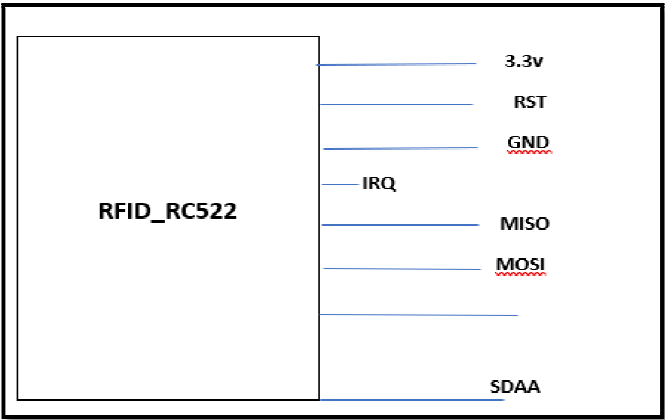 3.3v
RST
GND
IRQ
RFID_RC522
MISO
MOSI
SDAA